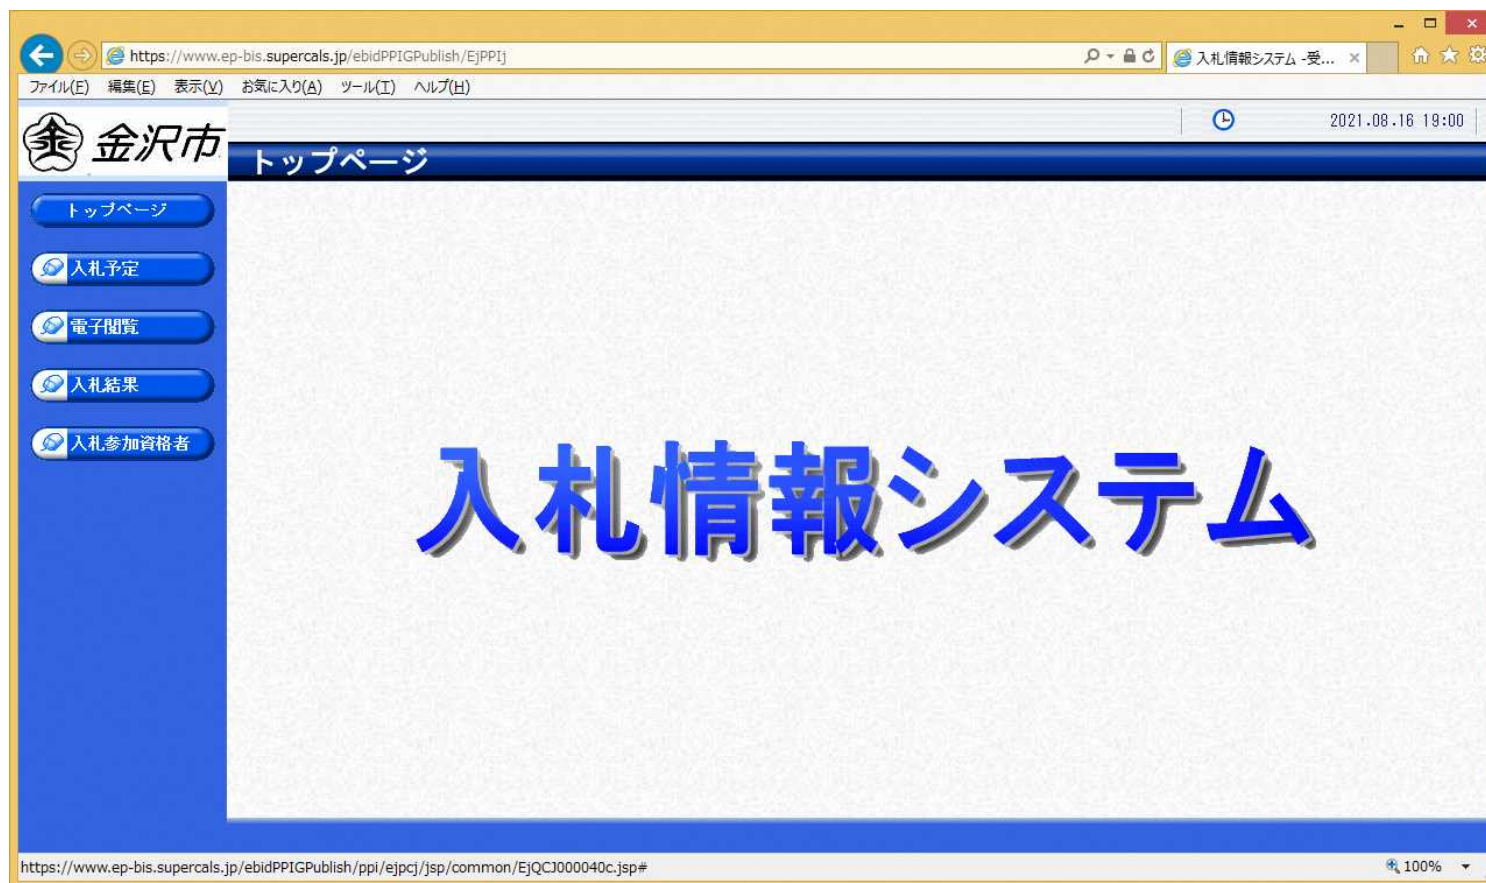 https://www.ep-bis.supercals.jp/ebidPPIGPublish/EjPPIj
入札情報システム -受...
ファイル(F) 編集(E) 表示(V) お気に入り(A) ツール(T) ヘルプ(H)
金沢市
2021.08.16 19:00
トップページ
トップページ
入札予定
電子閲覧
入札結果
入札参加資格者
入札情報システム
https://www.ep-bis.supercals.jp/ebidPPIGPublish/ppi/ejpcj/jsp/common/EjQCJ000040c.jsp#
100%